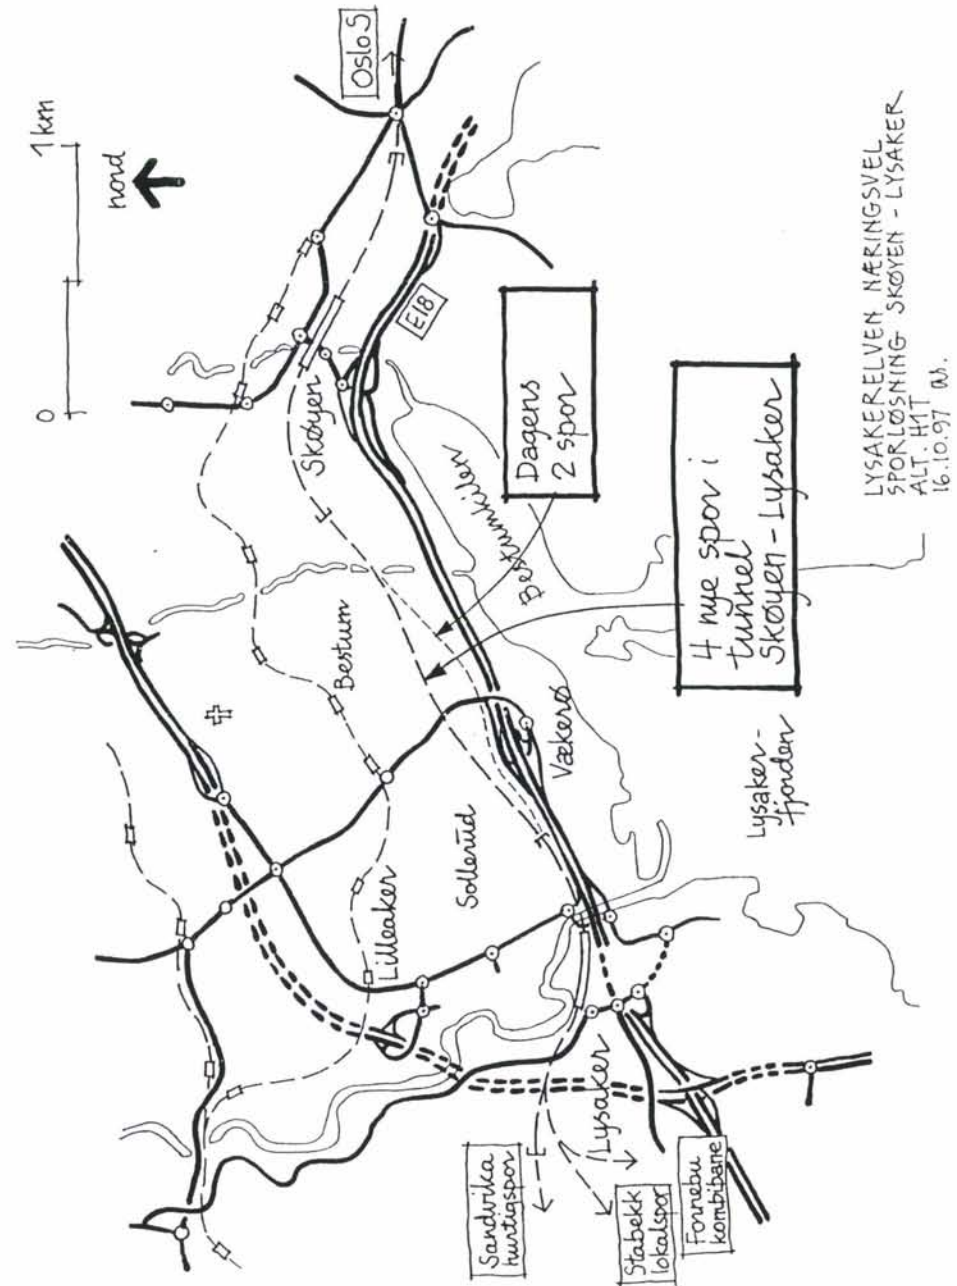 0
1 km
nord
Oslo S
E18
Skøyen
Dagens
2 spor
Bestumkilen
4 nye spor i
tunnel
Skøyen - Lysaker
Bestum
Vækerø
Sollerud
Lilleaker
Lysaker-
fjorden
Lysaker
Sandvika
hurtigspor
Stabekk
lokalspor
Fornebu
kombibane
LYSAKERELVEN NÆRINGSVEL
SPORLØSNING SKØYEN - LYSAKER
ALT. H1T
16.10.97